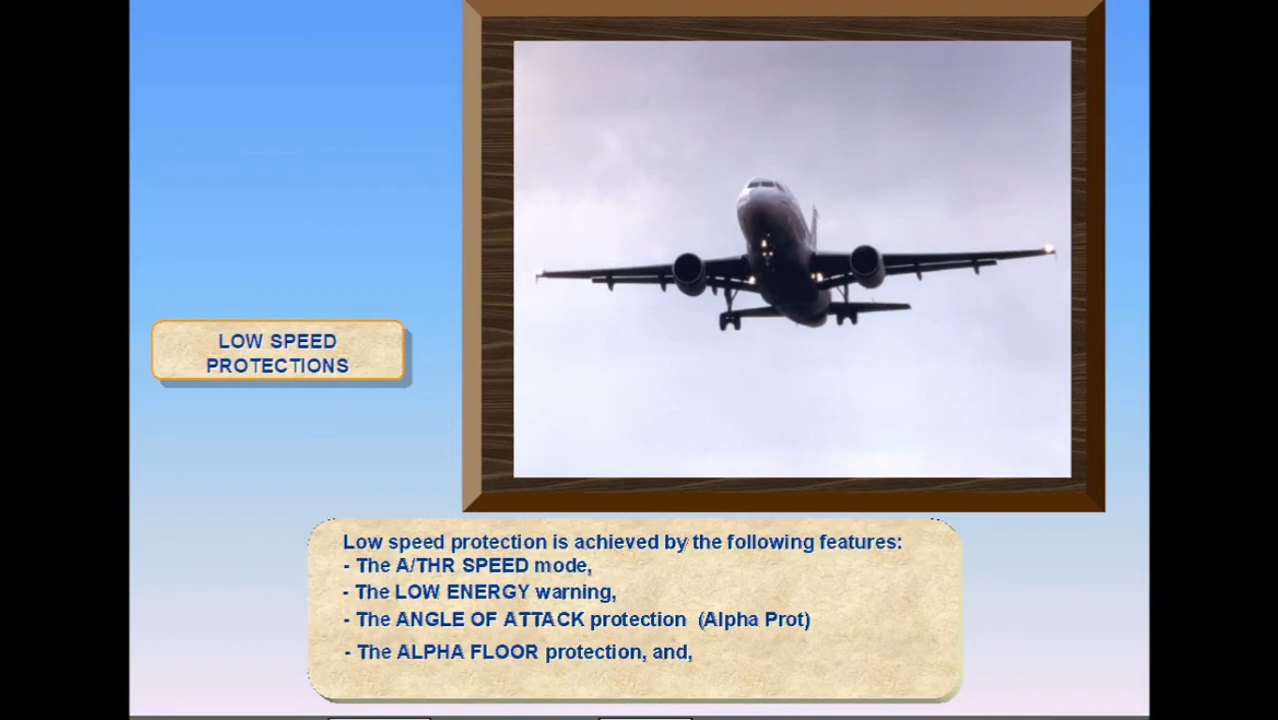 LOW SPEED
PROTECTIONS
Low speed protection is achieved by the following features:
- The A/THR SPEED mode,
- The LOW ENERGY warning,
- The ANGLE OF ATTACK protection (Alpha Prot)
- The ALPHA FLOOR protection, and,